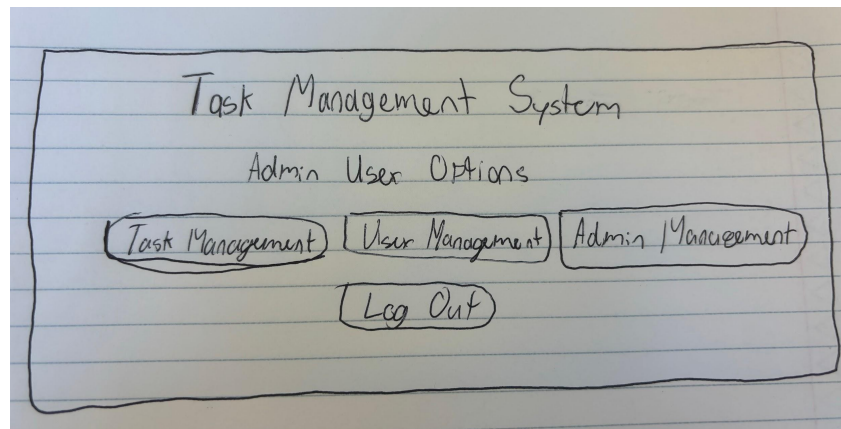 Task Management System
Admin User Options
Task Management User Management Admin Management
Log Out